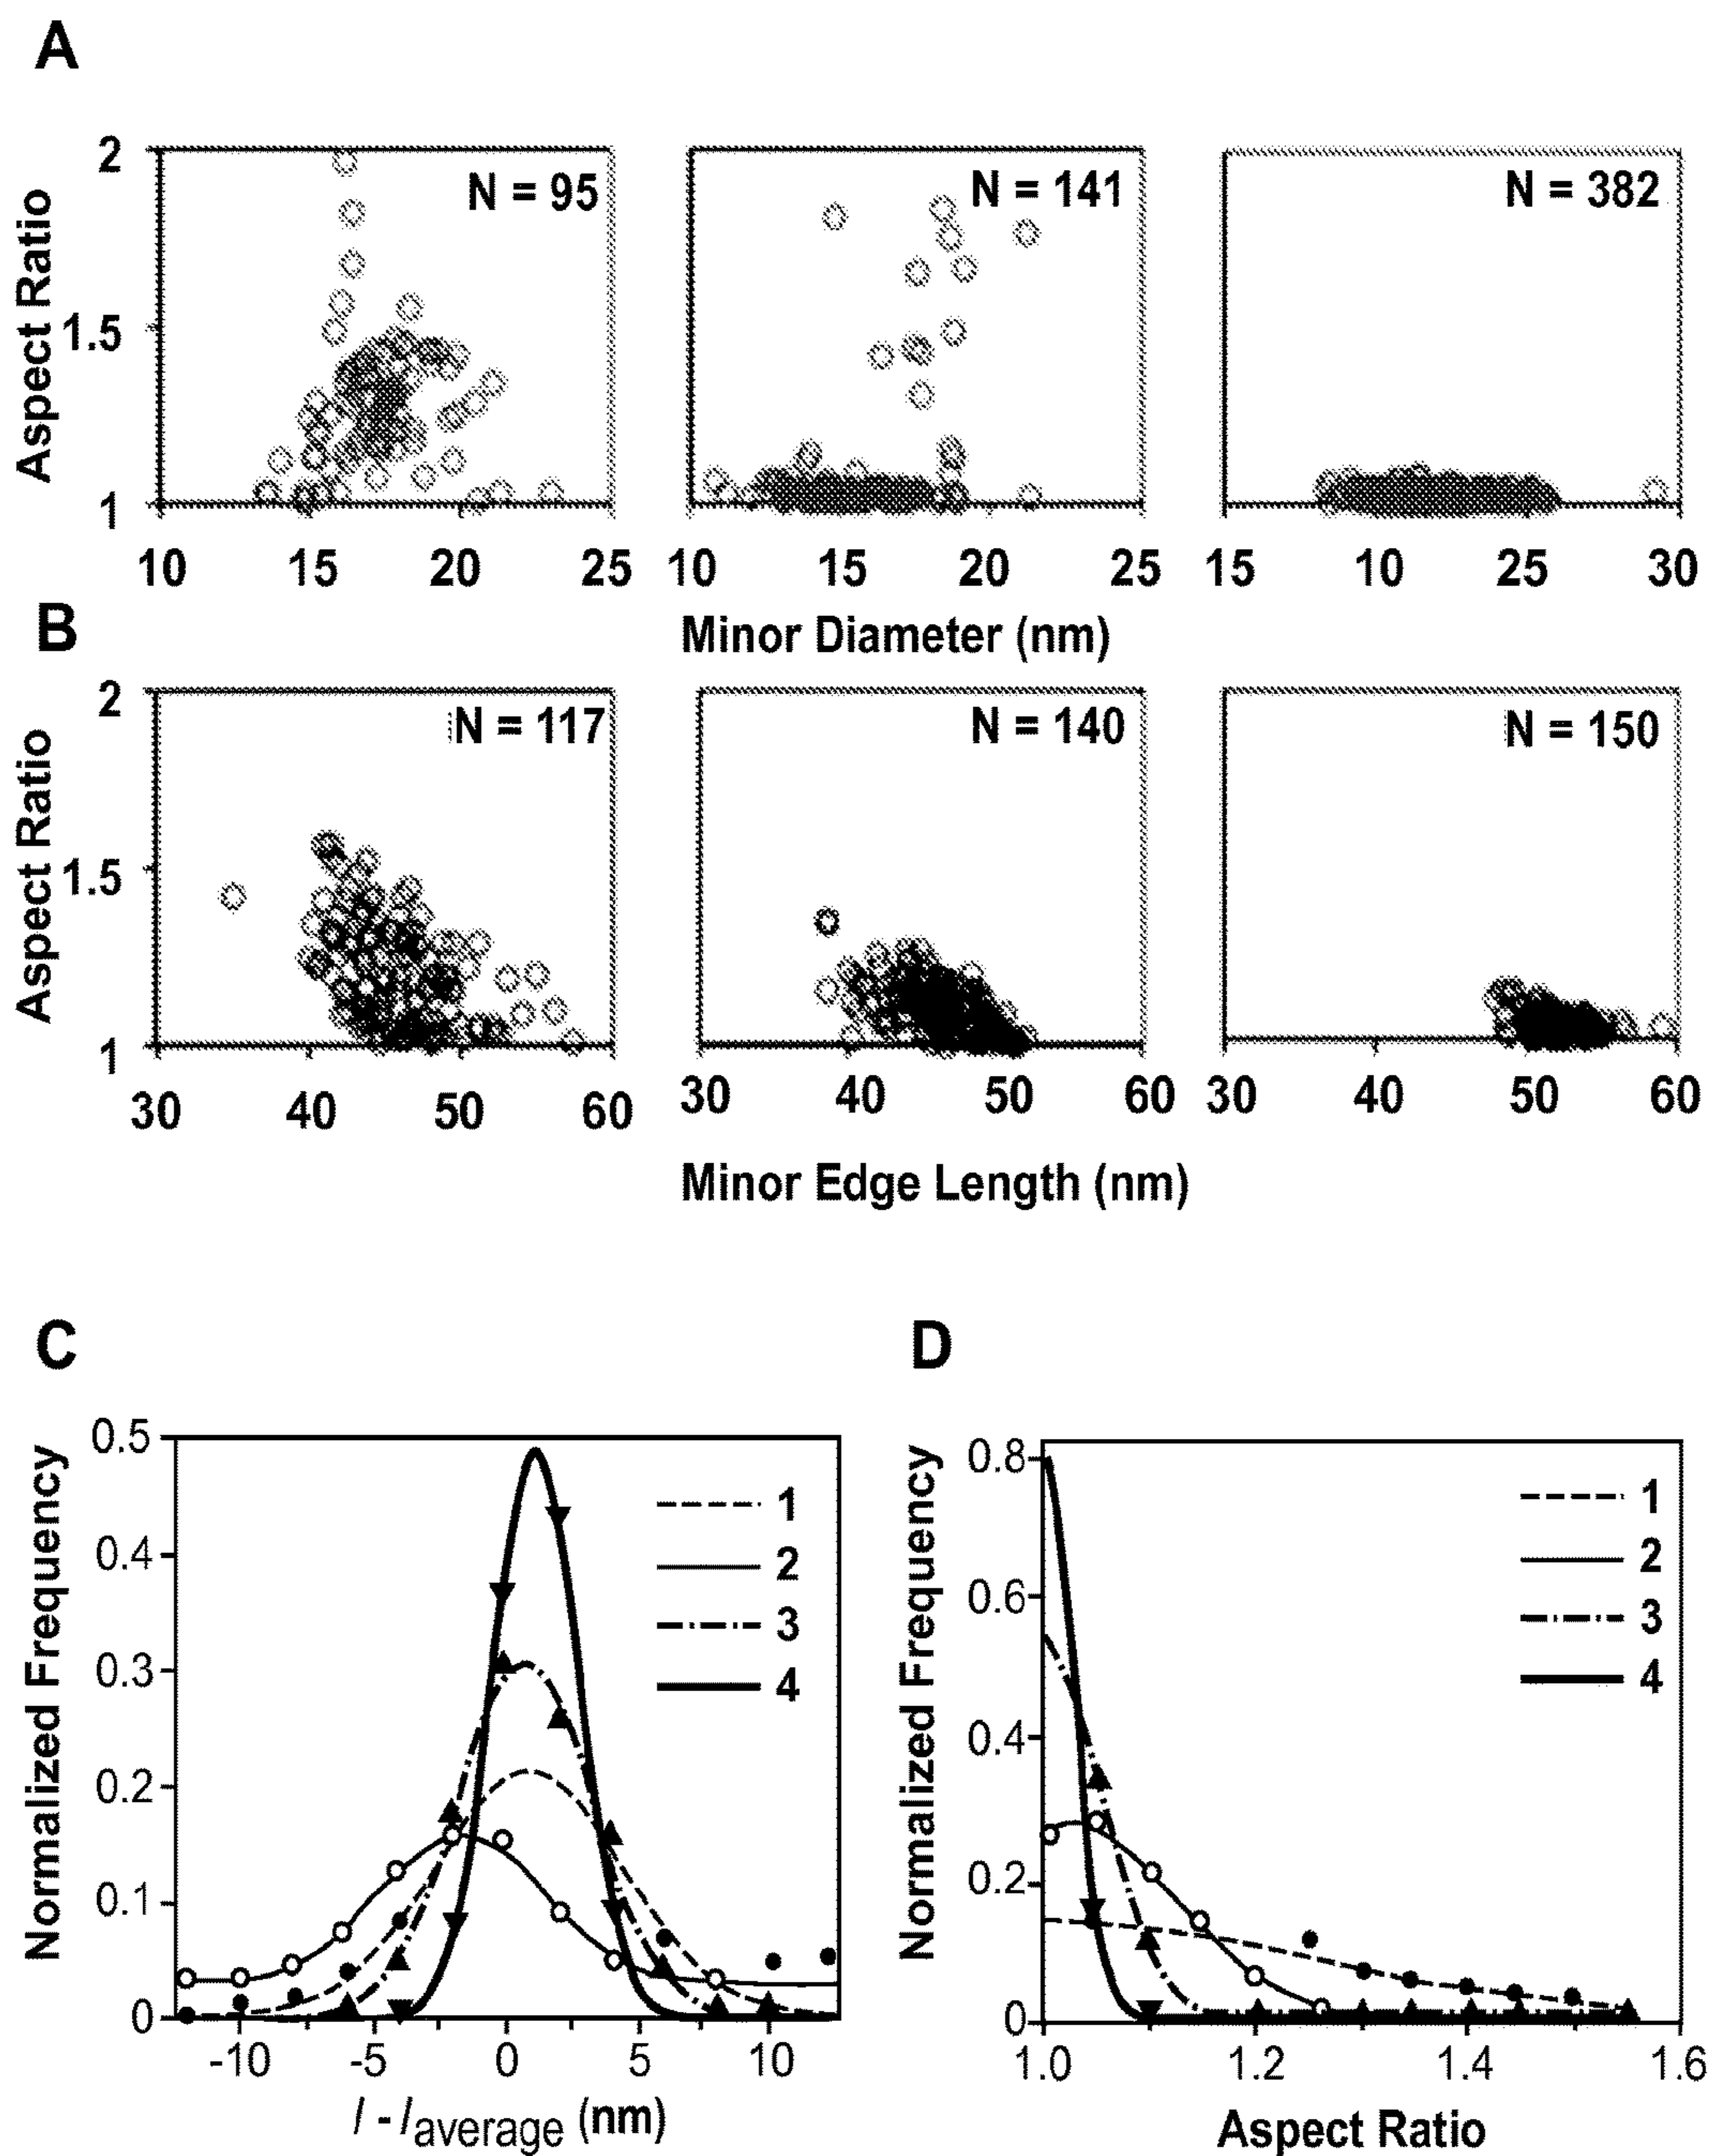 A
Aspect Ratio
2
1.5
1
N = 95
N = 141
N = 382
10 15 20 25 10 15 20 25 15 10 25 30
Minor Diameter (nm)
B
Aspect Ratio
2
1.5
1
N = 117
N = 140
N = 150
30 40 50 60 30 40 50 60 30 40 50 60
Minor Edge Length (nm)
C
Normalized Frequency
0.5
0.4
0.3
0.2
0.1
0
1
2
3
4
-10 -5 0 5 10
l - laverage (nm)
D
Normalized Frequency
0.8
0.6
0.4
0.2
0
1
2
3
4
1.0 1.2 1.4 1.6
Aspect Ratio